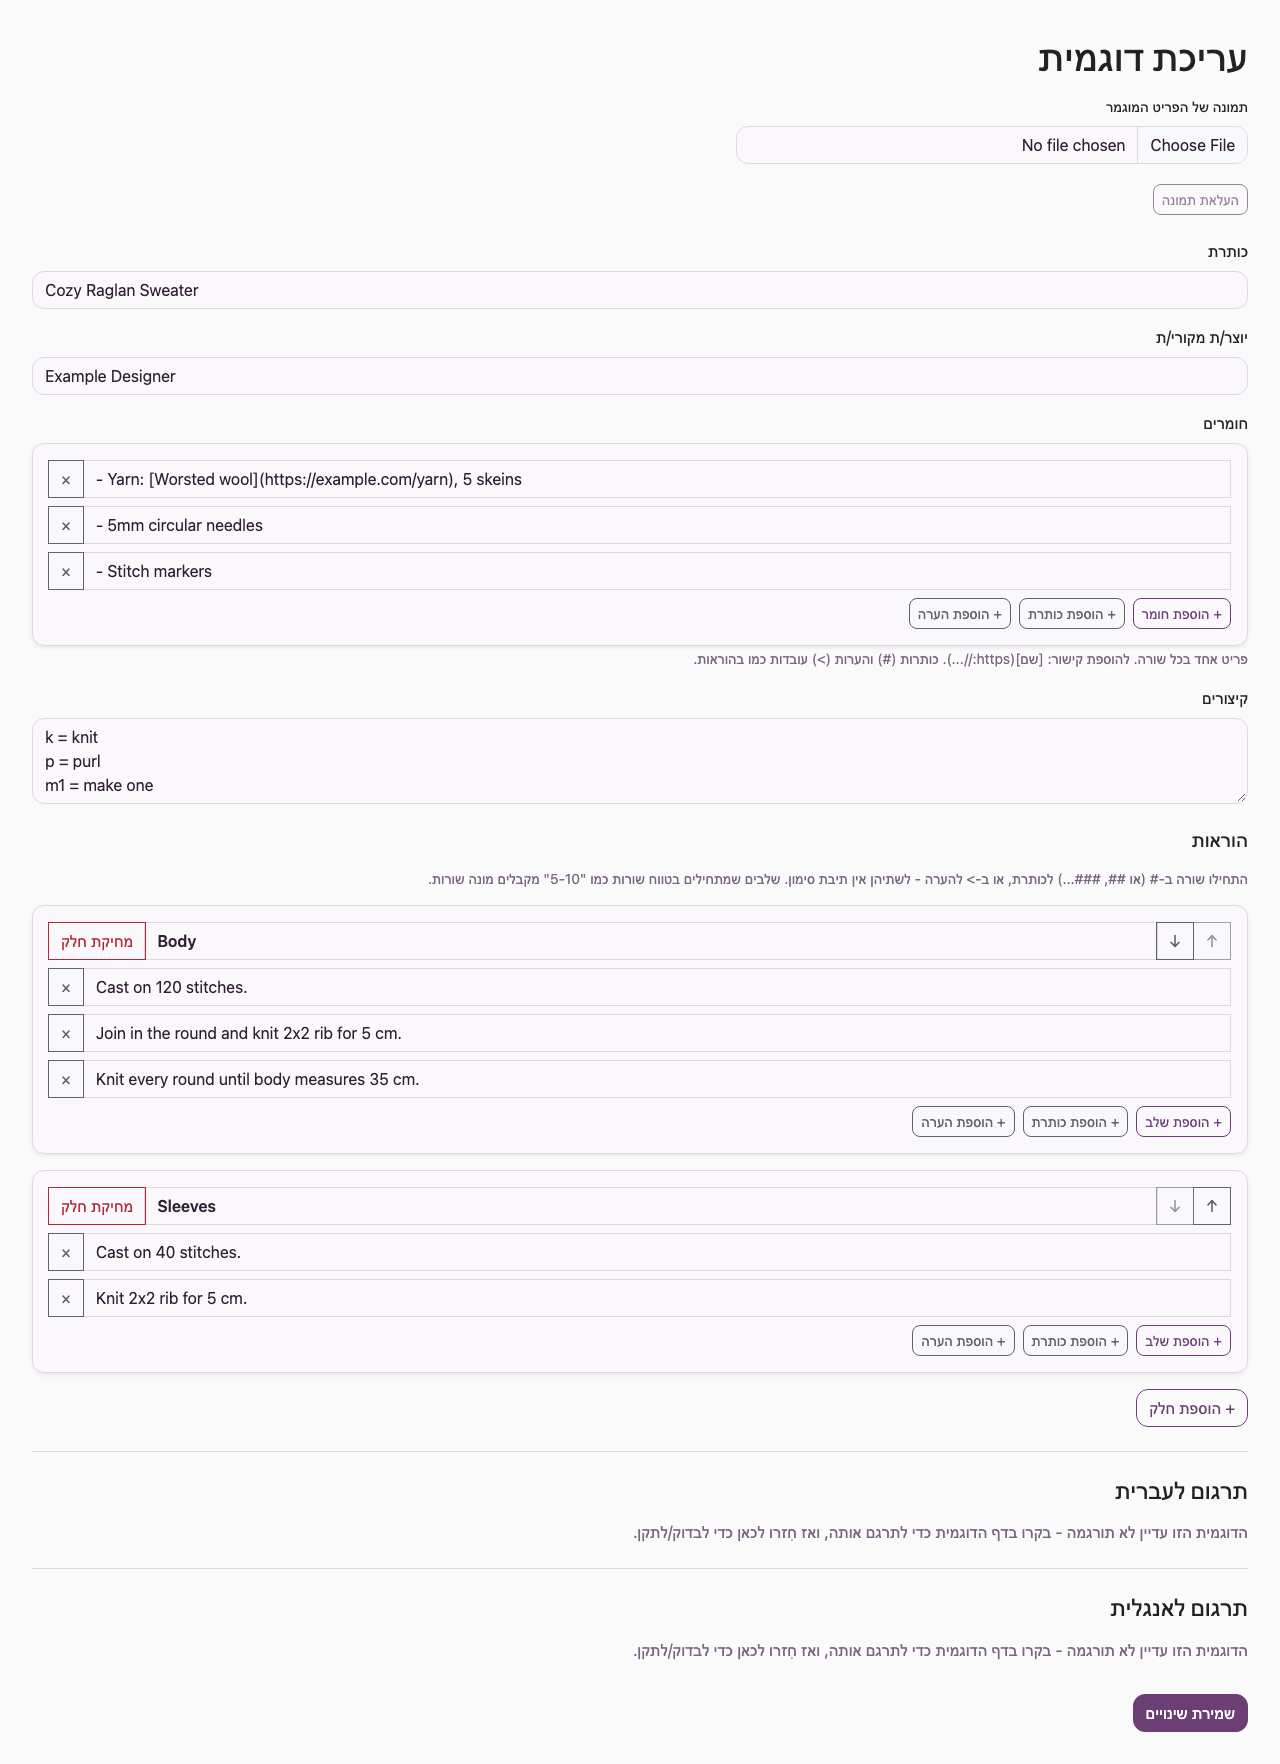 עריכת דוגמית
תמונה של הפריט המוגמר
Choose File No file chosen
העלאת תמונה
כותרת
Cozy Raglan Sweater
יוצר/ת מקורי/ת
Example Designer
חומרים
× - Yarn: [Worsted wool](https://example.com/yarn), 5 skeins
× - 5mm circular needles
× - Stitch markers
+ הוספת חומר + הוספת כותרת + הוספת הערה
פריט אחד בכל שורה. להוספת קישור: [שם](https://...). כותרות (#) והערות (>) עובדות כמו בהוראות.
קיצורים
k = knit
p = purl
m1 = make one
הוראות
התחילו שורה ב-# (או ##, ###...) לכותרת, או ב-> להערה - לשתיהן אין תיבת סימון. שלבים שמתחילים בטווח שורות כמו "5-10" מקבלים מונה שורות.
↑ ↓ Body מחיקת חלק
× Cast on 120 stitches.
× Join in the round and knit 2x2 rib for 5 cm.
× Knit every round until body measures 35 cm.
+ הוספת שלב + הוספת כותרת + הוספת הערה
↑ ↓ Sleeves מחיקת חלק
× Cast on 40 stitches.
× Knit 2x2 rib for 5 cm.
+ הוספת שלב + הוספת כותרת + הוספת הערה
+ הוספת חלק
תרגום לעברית
הדוגמית הזו עדיין לא תורגמה - בקרו בדף הדוגמית כדי לתרגם אותה, ואז חִזרו לכאן כדי לבדוק/לתקן.
תרגום לאנגלית
הדוגמית הזו עדיין לא תורגמה - בקרו בדף הדוגמית כדי לתרגם אותה, ואז חִזרו לכאן כדי לבדוק/לתקן.
שמירת שינויים